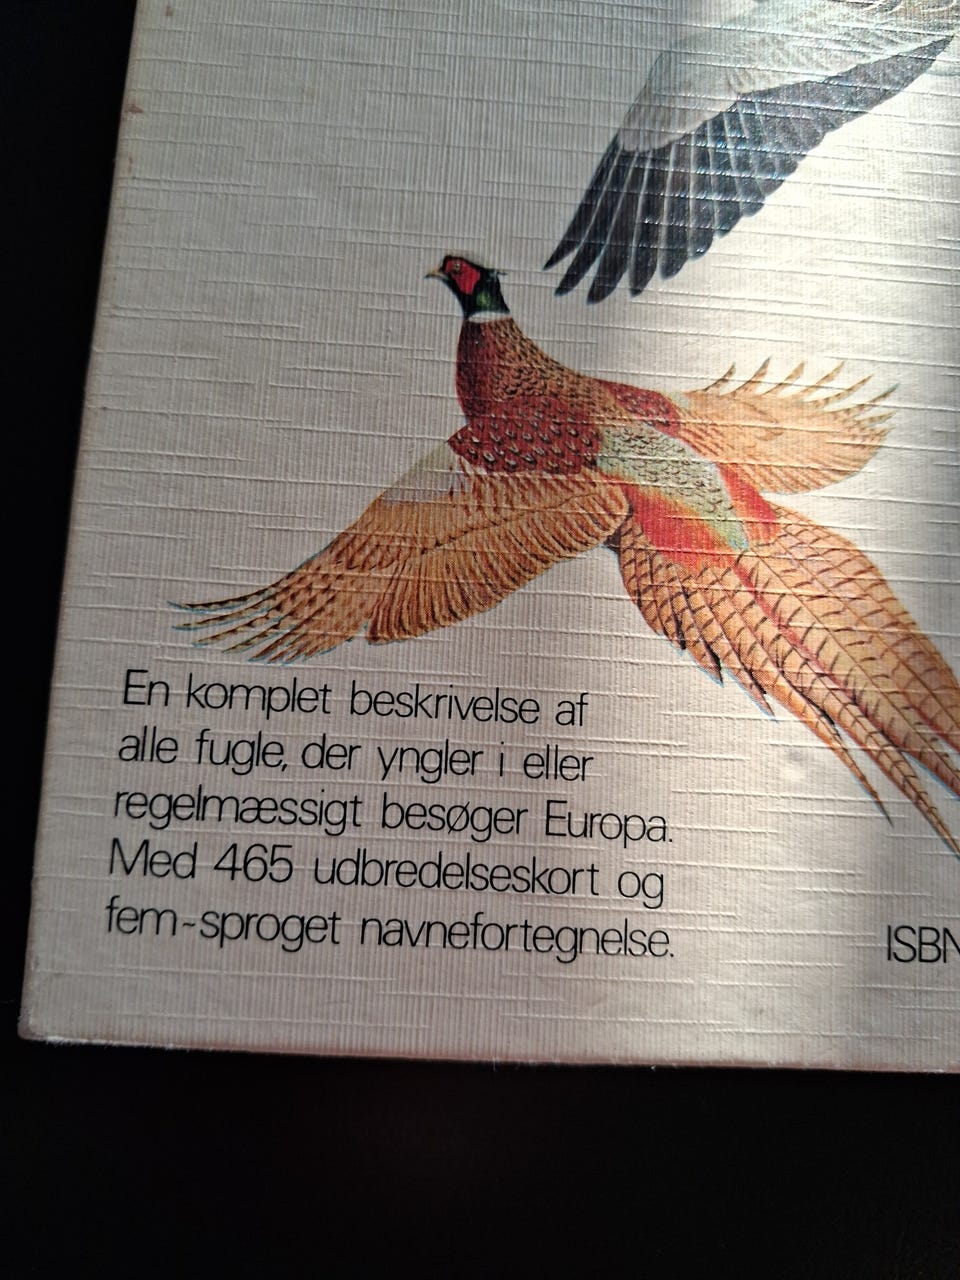 En komplet beskrivelse af
alle fugle, der yngler i eller
regelmæssigt besøger Europa.
Med 465 udbredelseskort og
fem-sproget navnefortegnelse.
ISBN